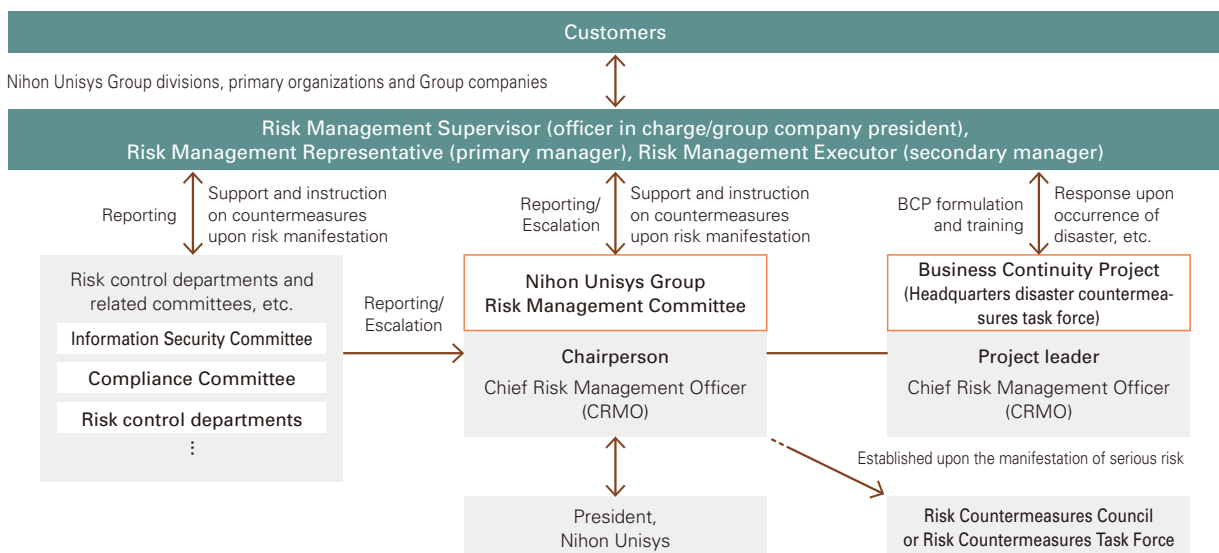 Customers
Nihon Unisys Group divisions, primary organizations and Group companies
Risk Management Supervisor (officer in charge/group company president),
Risk Management Representative (primary manager), Risk Management Executor (secondary manager)
Reporting
Support and instruction
on countermeasures
upon risk manifestation
Reporting/
Escalation
Support and instruction
on countermeasures
upon risk manifestation
BCP formulation
and training
Response upon
occurrence of
disaster, etc.
Risk control departments and
related committees, etc.
Information Security Committee
Compliance Committee
Risk control departments
⋮
Reporting/
Escalation
Nihon Unisys Group
Risk Management Committee
Chairperson
Chief Risk Management Officer
(CRMO)
Business Continuity Project
(Headquarters disaster countermea-
sures task force)
Project leader
Chief Risk Management Officer
(CRMO)
Established upon the manifestation of serious risk
President,
Nihon Unisys
Risk Countermeasures Council
or Risk Countermeasures Task Force